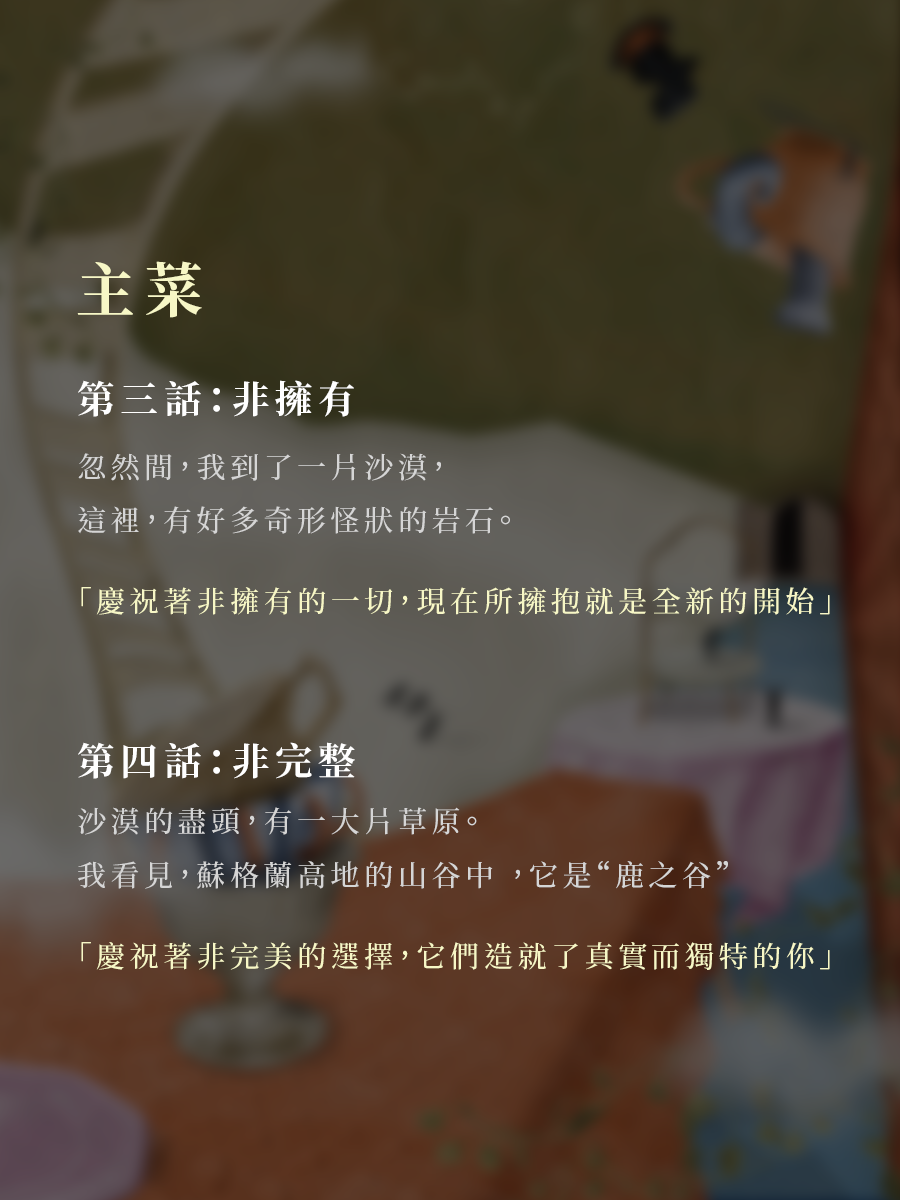 主菜
第三話：非擁有
忽然間，我到了一片沙漠，
這裡，有好多奇形怪狀的岩石。
「慶祝著非擁有的一切，現在所擁抱就是全新的開始」
第四話：非完整
沙漠的盡頭，有一大片草原。
我看見，蘇格蘭高地的山谷中 ，它是“鹿之谷”
「慶祝著非完美的選擇，它們造就了真實而獨特的你」